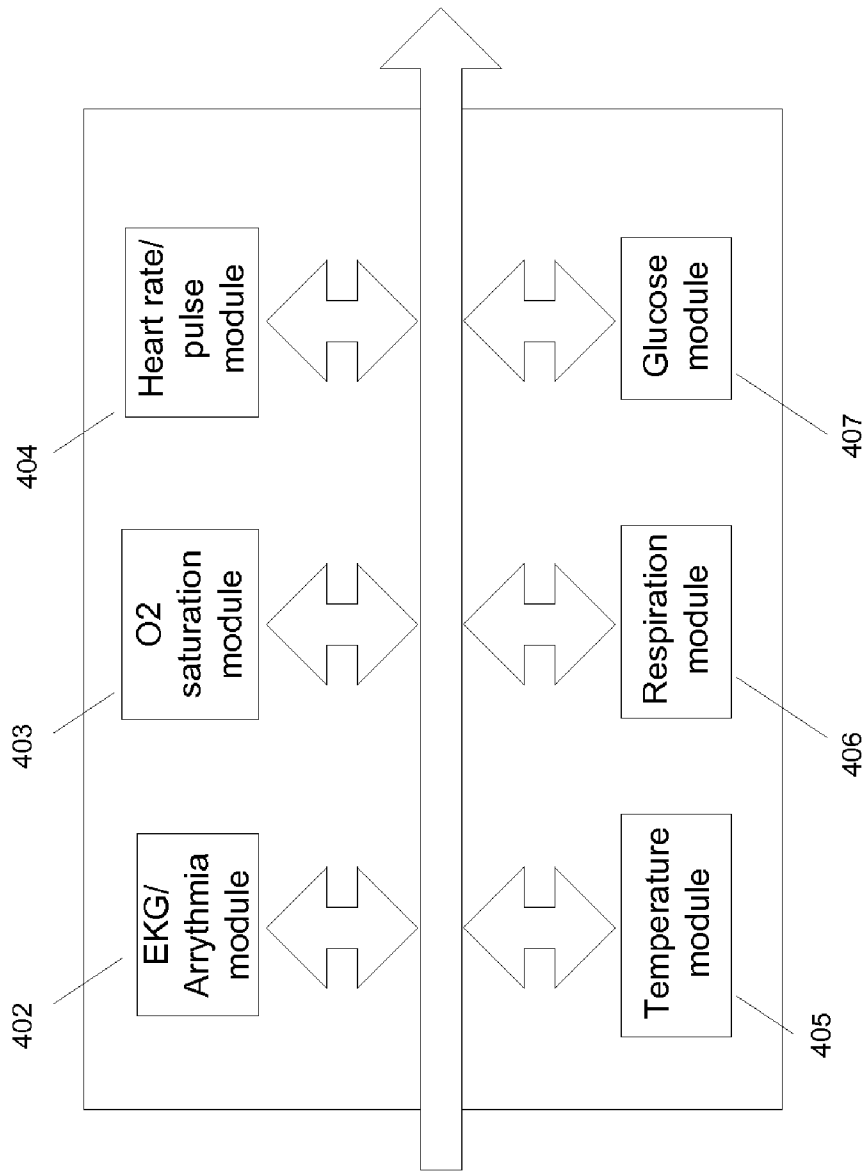 402
EKG/
Arrythmia
module
403
O2
saturation
module
404
Heart rate/
pulse
module
405
Temperature
module
406
Respiration
module
407
Glucose
module